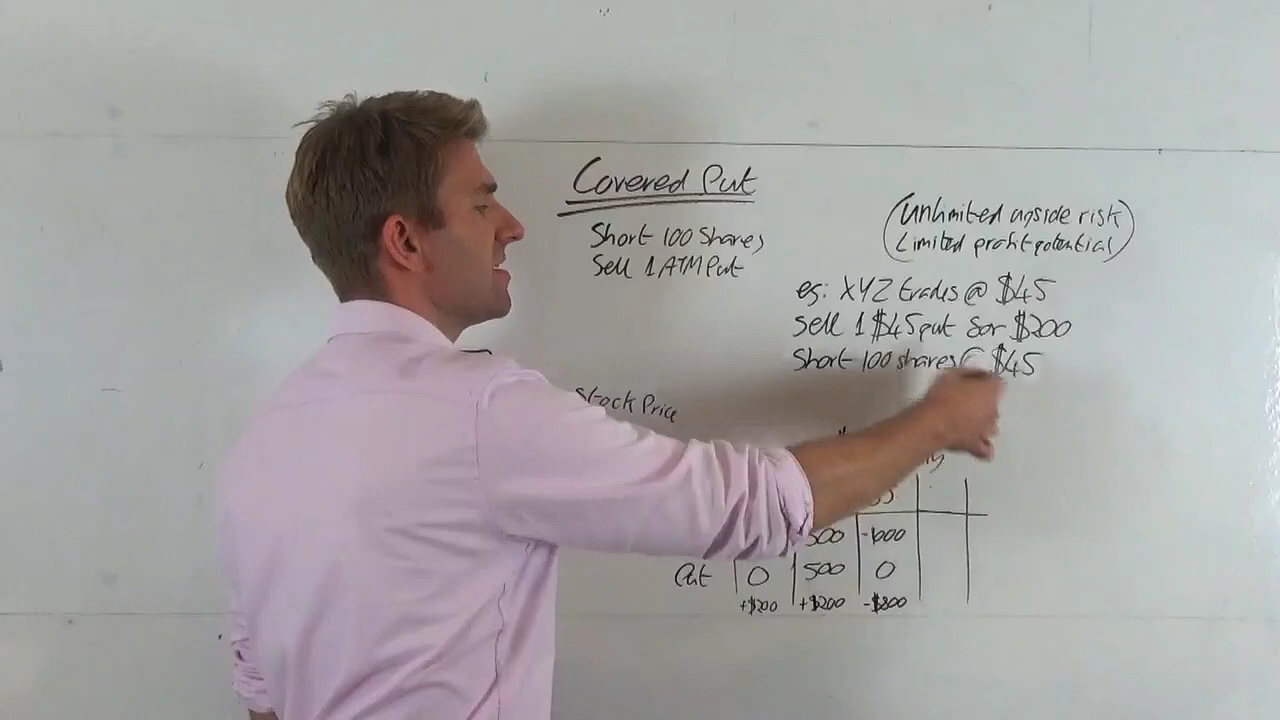 Covered Put
Short 100 Shares
Sell 1 ATM Put
(Unlimited upside risk)
(Limited profit potential)
eg: XYZ trades @ $45
Sell 1 $45 put for $200
Short 100 shares @ $45
Stock Price
500 -1000
Put 0 500 0
+$200 +$200 -$800